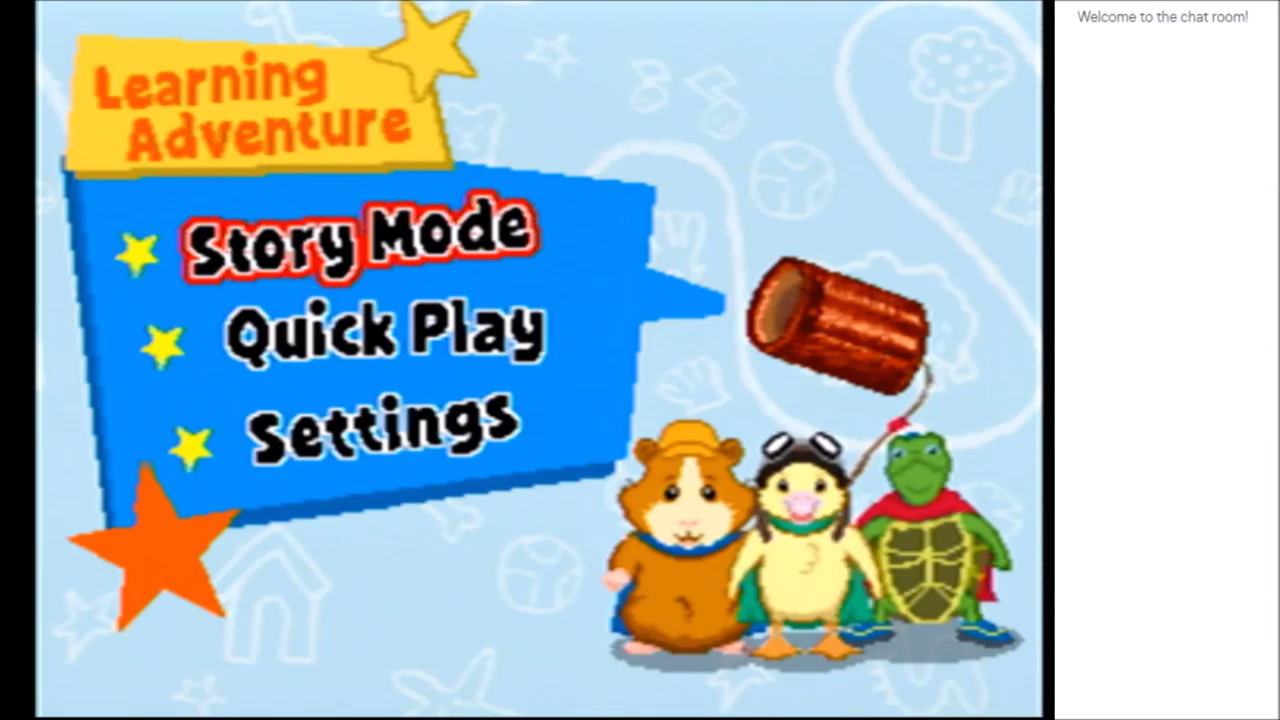 Learning
Adventure
Story Mode
Quick Play
Settings
Welcome to the chat room!